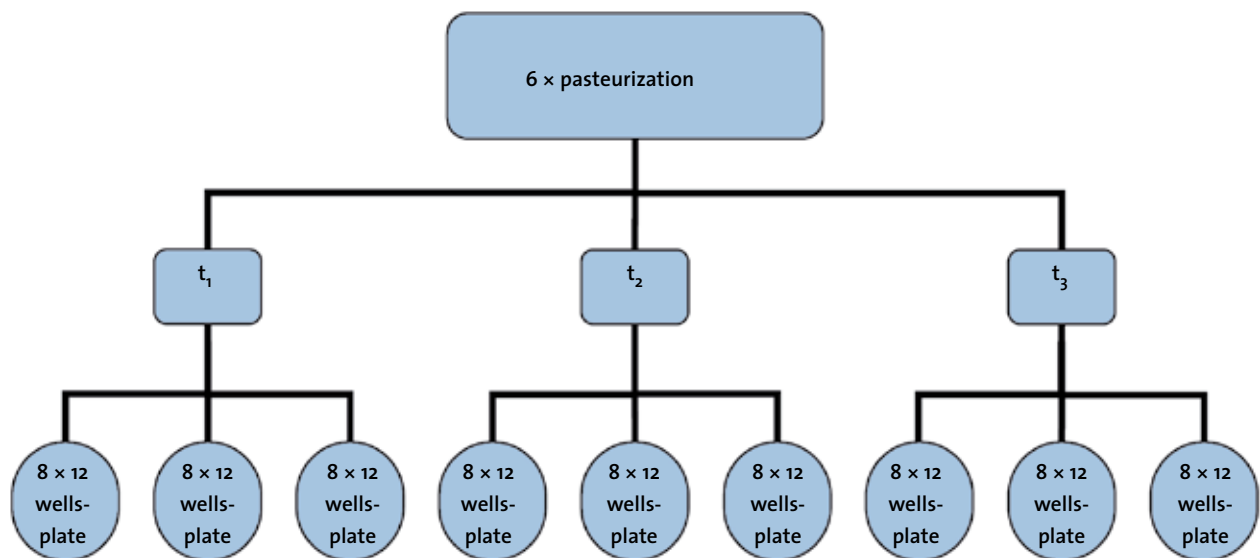 6 × pasteurization
t₁
t₂
t₃
8 × 12
wells-
plate
8 × 12
wells-
plate
8 × 12
wells-
plate
8 × 12
wells-
plate
8 × 12
wells-
plate
8 × 12
wells-
plate
8 × 12
wells-
plate
8 × 12
wells-
plate
8 × 12
wells-
plate